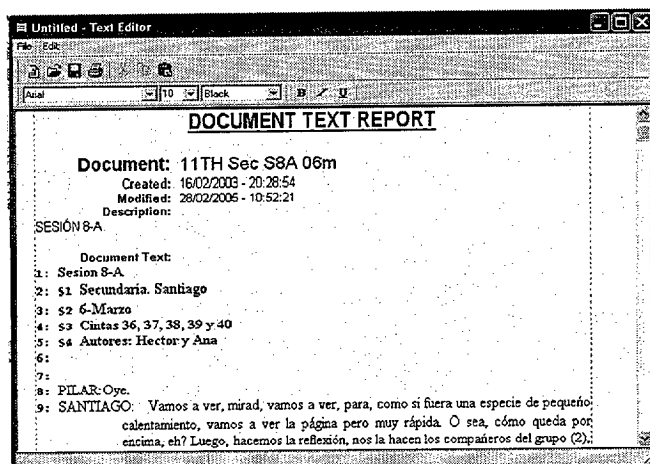 Untitled - Text Editor
File Edit
Arial 10 Black B I U
DOCUMENT TEXT REPORT
Document: 11TH Sec S8A 06m
Created: 16/02/2003 - 20:28:54
Modified: 28/02/2005 - 10:52:21
Description:
SESIÓN 8-A
Document Text:
1: Sesion 8-A
2: $1 Secundaria. Santiago
3: $2 6-Marzo
4: $3 Cintas 36, 37, 38, 39 y 40
5: $4 Autores: Hector y Ana
6:
7:
8: PILAR: Oye.
9: SANTIAGO: Vamos a ver, mirad, vamos a ver, para, como si fuera una especie de pequeño
calentamiento, vamos a ver la página pero muy rápida. O sea, cómo queda por
encima, eh? Luego, hacemos la reflexión, nos la hacen los compañeros del grupo (2),